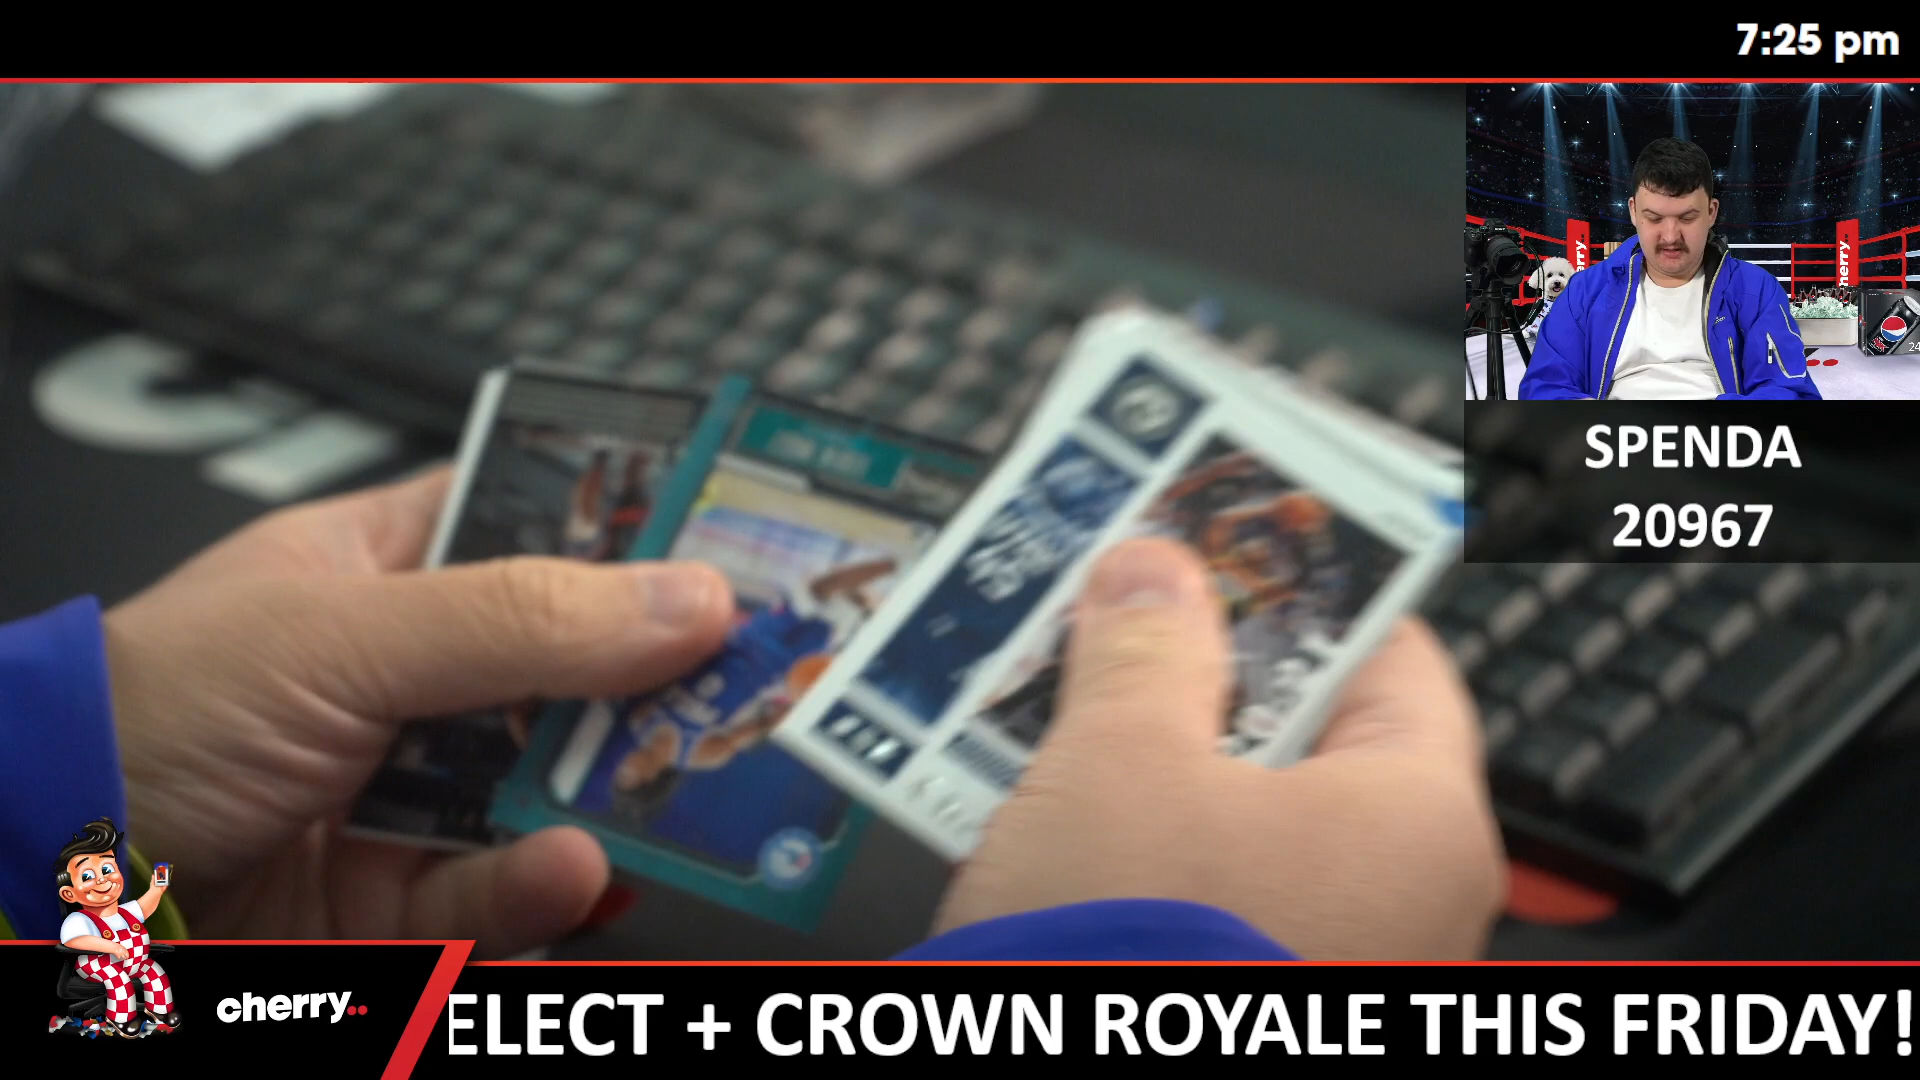 7:25 pm
SPENDA
20967
cherry..
ELECT + CROWN ROYALE THIS FRIDAY!